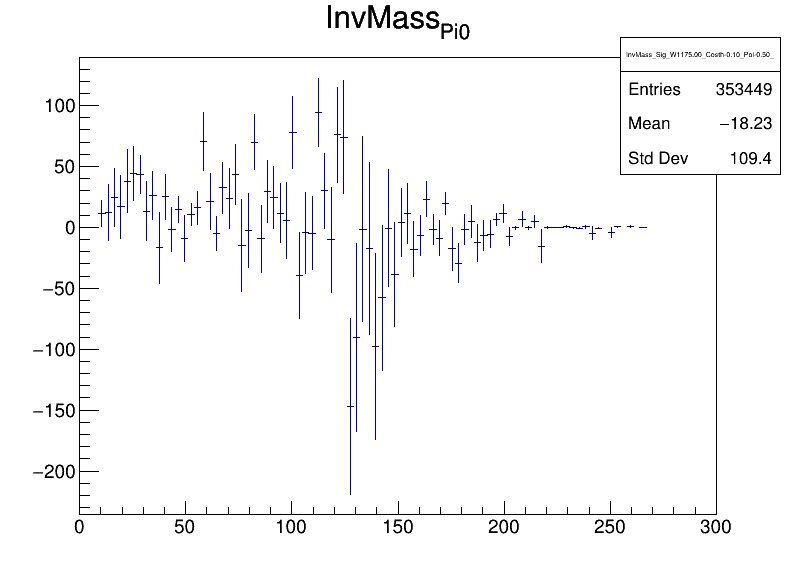 InvMassPi0
InvMass_Sig_W1175.00_Costh-0.10_Pol-0.50_
Entries 353449
Mean −18.23
Std Dev 109.4
100
50
0
−50
−100
−150
−200
0 50 100 150 200 250 300